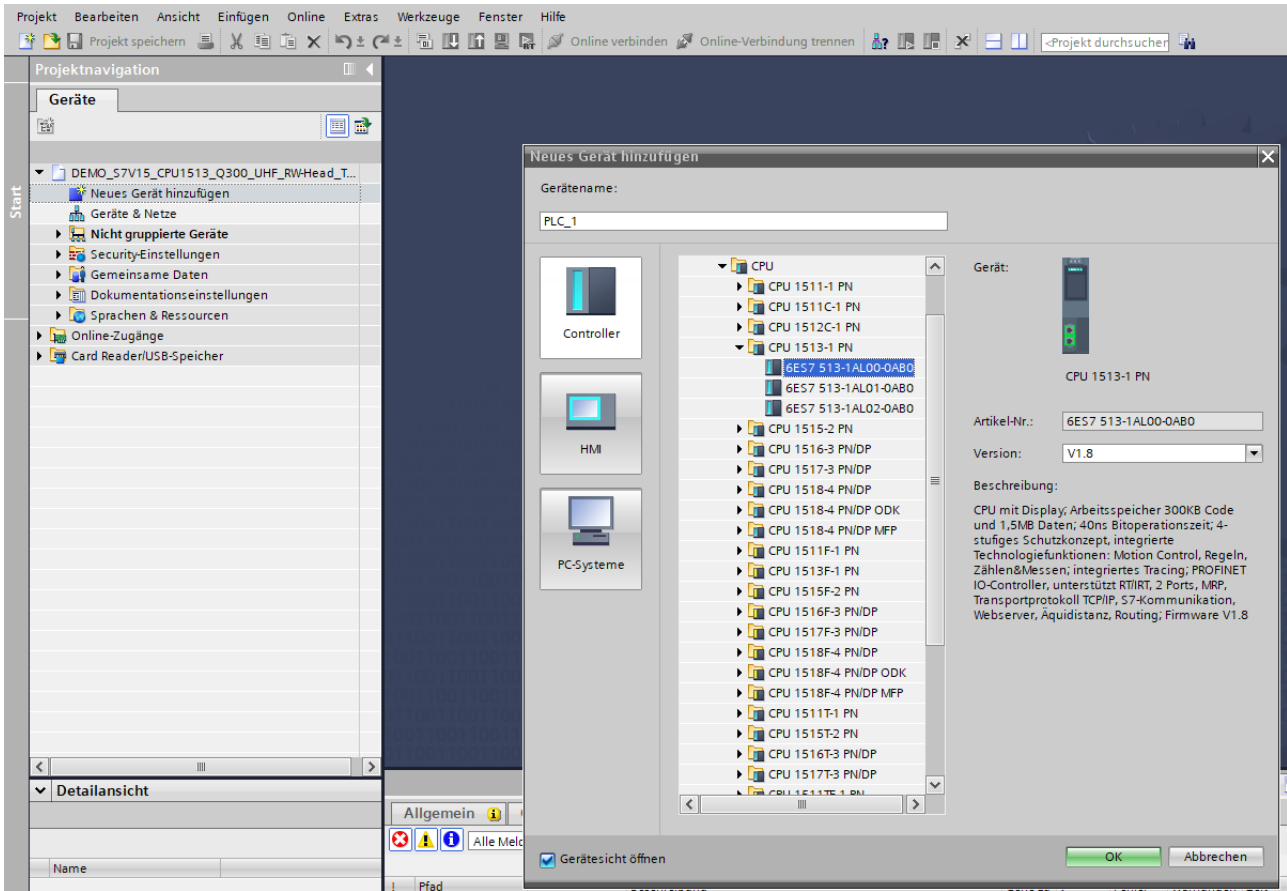 Projekt Bearbeiten Ansicht Einfügen Online Extras Werkzeuge Fenster Hilfe
Projekt speichern Online verbinden Online-Verbindung trennen <Projekt durchsuchen
Projektnavigation
Geräte
Start
DEMO_S7V15_CPU1513_Q300_UHF_RW-Head_T...
Neues Gerät hinzufügen
Geräte & Netze
Nicht gruppierte Geräte
Security-Einstellungen
Gemeinsame Daten
Dokumentationseinstellungen
Sprachen & Ressourcen
Online-Zugänge
Card Reader/USB-Speicher
Detailansicht
Name
Allgemein
Alle Meld
! Pfad
Neues Gerät hinzufügen
Gerätename:
PLC_1
Controller
HMI
PC-Systeme
CPU
CPU 1511-1 PN
CPU 1511C-1 PN
CPU 1512C-1 PN
CPU 1513-1 PN
6ES7 513-1AL00-0AB0
6ES7 513-1AL01-0AB0
6ES7 513-1AL02-0AB0
CPU 1515-2 PN
CPU 1516-3 PN/DP
CPU 1517-3 PN/DP
CPU 1518-4 PN/DP
CPU 1518-4 PN/DP ODK
CPU 1518-4 PN/DP MFP
CPU 1511F-1 PN
CPU 1513F-1 PN
CPU 1515F-2 PN
CPU 1516F-3 PN/DP
CPU 1517F-3 PN/DP
CPU 1518F-4 PN/DP
CPU 1518F-4 PN/DP ODK
CPU 1518F-4 PN/DP MFP
CPU 1511T-1 PN
CPU 1515T-2 PN
CPU 1516T-3 PN/DP
CPU 1517T-3 PN/DP
CPU 1511TF-1 PN
Gerät:
CPU 1513-1 PN
Artikel-Nr.: 6ES7 513-1AL00-0AB0
Version: V1.8
Beschreibung:
CPU mit Display; Arbeitsspeicher 300KB Code
und 1,5MB Daten; 40ns Bitoperationszeit; 4-
stufiges Schutzkonzept, integrierte
Technologiefunktionen: Motion Control, Regeln,
Zählen&Messen; integriertes Tracing; PROFINET
IO-Controller, unterstützt RT/IRT, 2 Ports, MRP,
Transportprotokoll TCP/IP, S7-Kommunikation,
Webserver, Äquidistanz, Routing; Firmware V1.8
Gerätesicht öffnen
OK Abbrechen